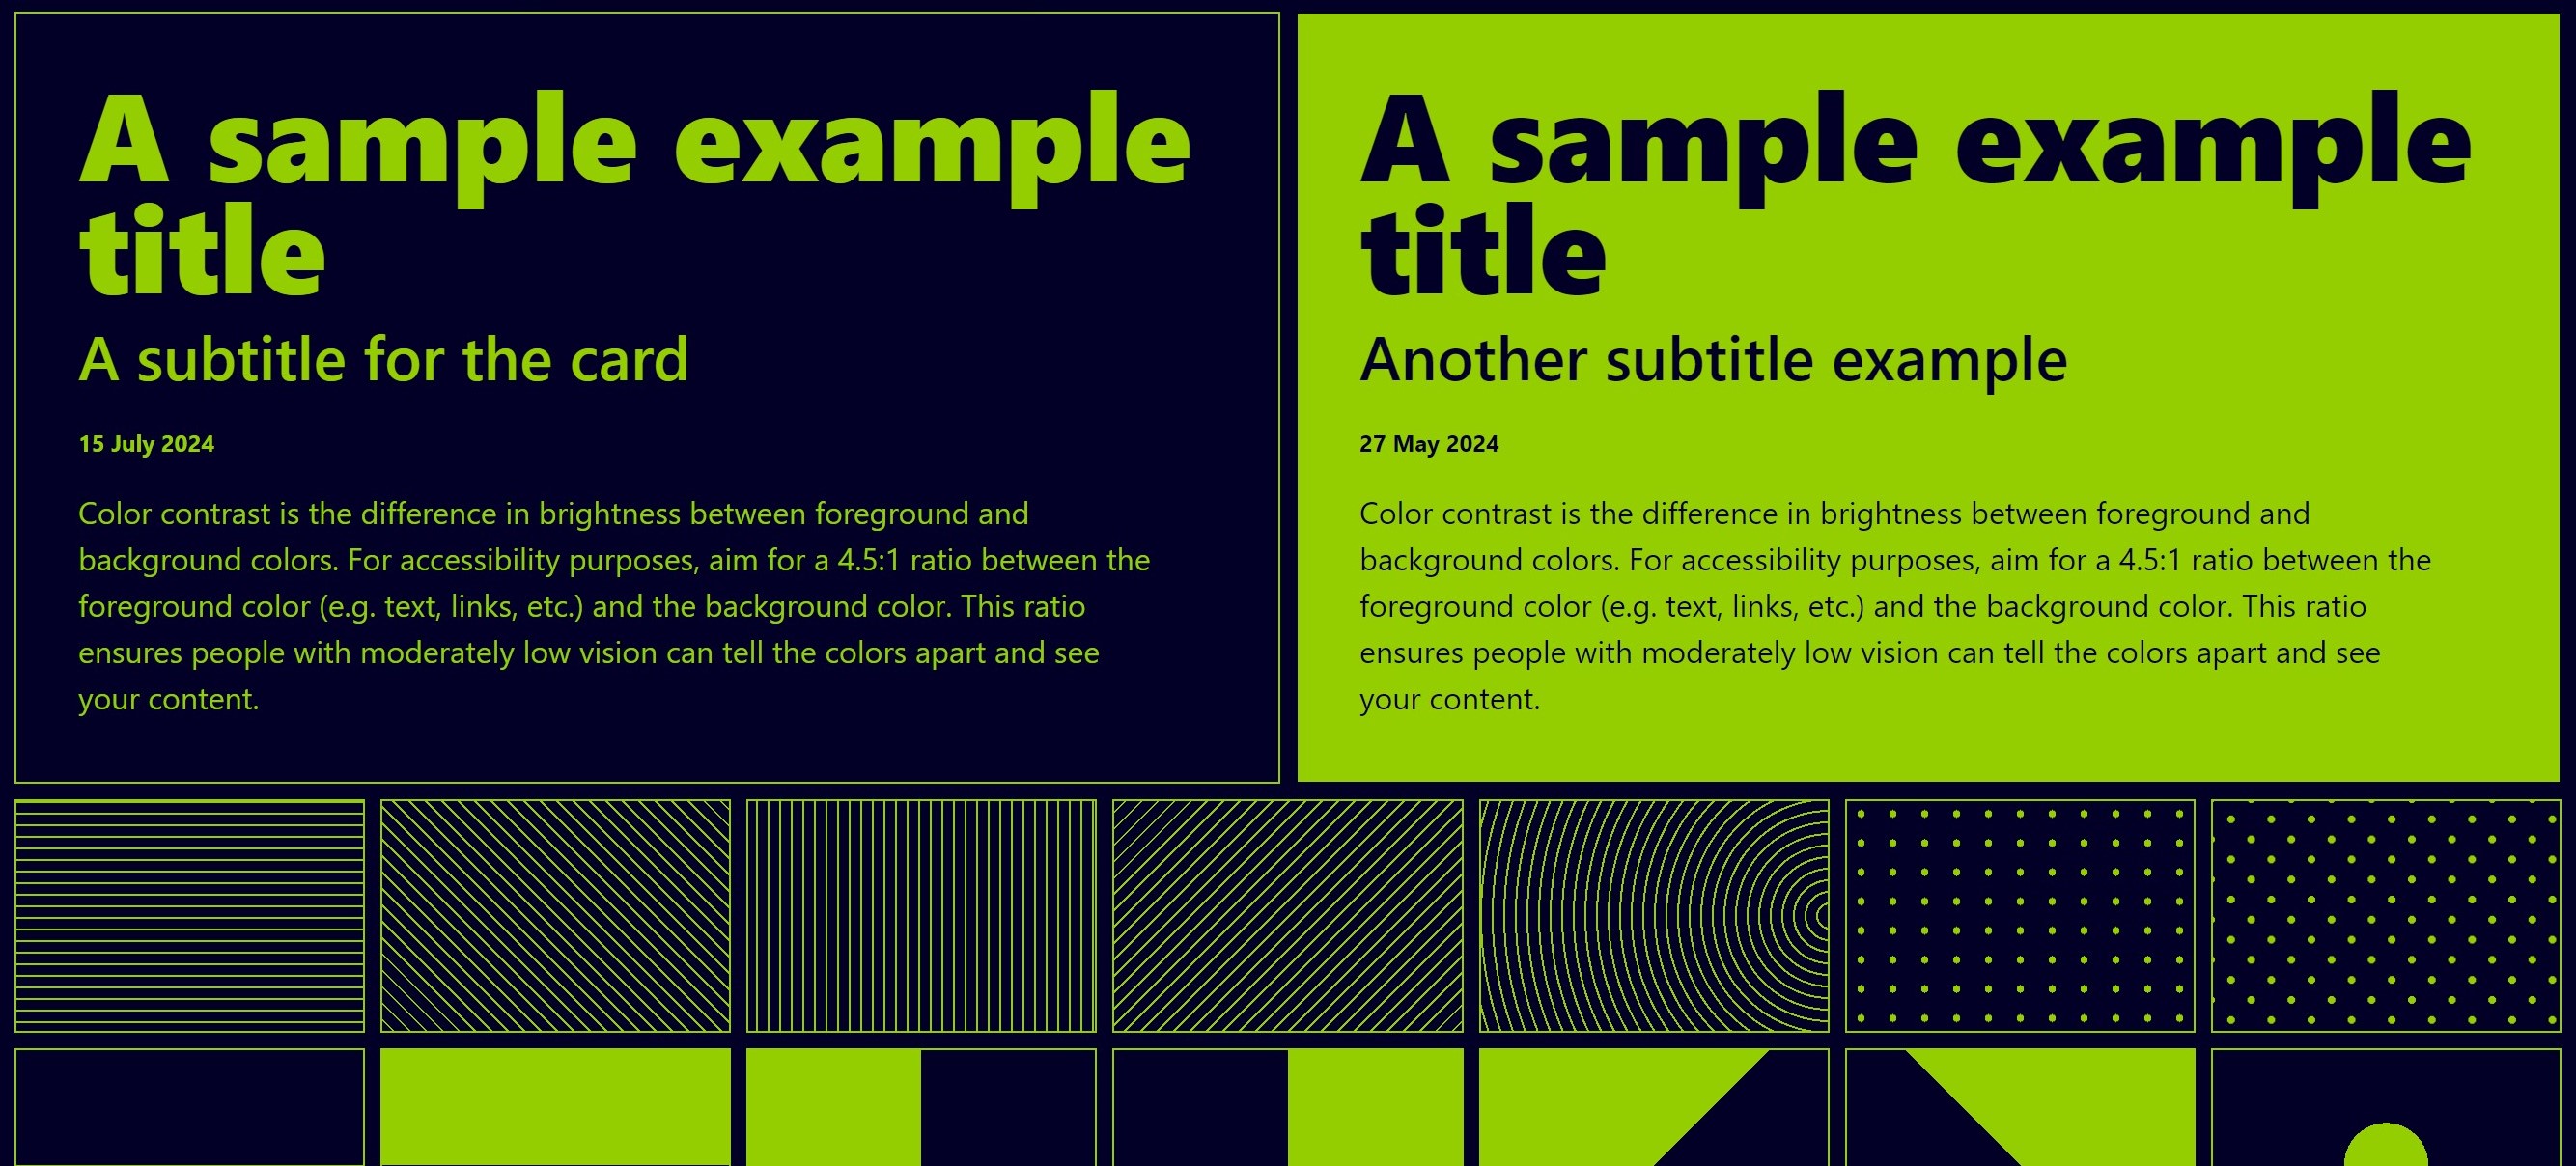 A sample example
title
A subtitle for the card
15 July 2024
Color contrast is the difference in brightness between foreground and
background colors. For accessibility purposes, aim for a 4.5:1 ratio between the
foreground color (e.g. text, links, etc.) and the background color. This ratio
ensures people with moderately low vision can tell the colors apart and see
your content.
A sample example
title
Another subtitle example
27 May 2024
Color contrast is the difference in brightness between foreground and
background colors. For accessibility purposes, aim for a 4.5:1 ratio between the
foreground color (e.g. text, links, etc.) and the background color. This ratio
ensures people with moderately low vision can tell the colors apart and see
your content.